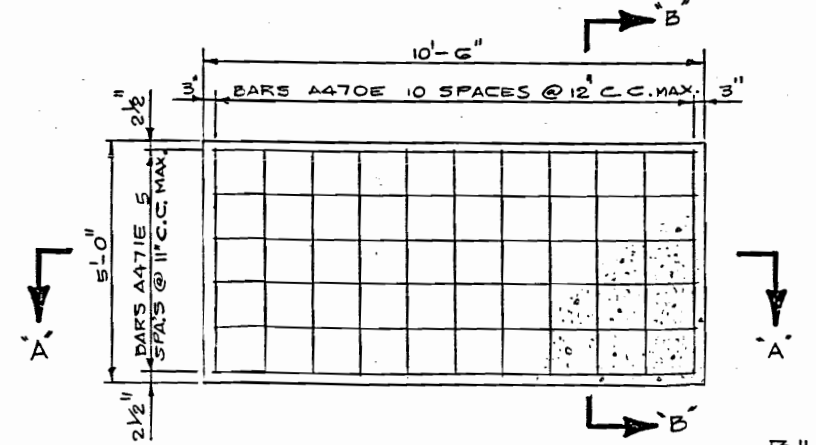 "B"
10'-6"
3" BARS A470E 10 SPACES @ 12" C.C. MAX. 3"
2½"
5'-0"
BARS A471E 5
SPA'S @ 11" C.C. MAX.
2½"
"A"
"A"
"B"